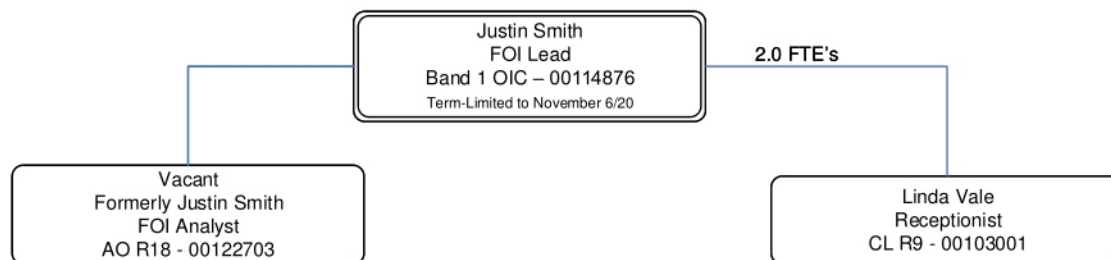 Justin Smith
FOI Lead
Band 1 OIC – 00114876
Term-Limited to November 6/20
2.0 FTE's
Vacant
Formerly Justin Smith
FOI Analyst
AO R18 - 00122703
Linda Vale
Receptionist
CL R9 - 00103001